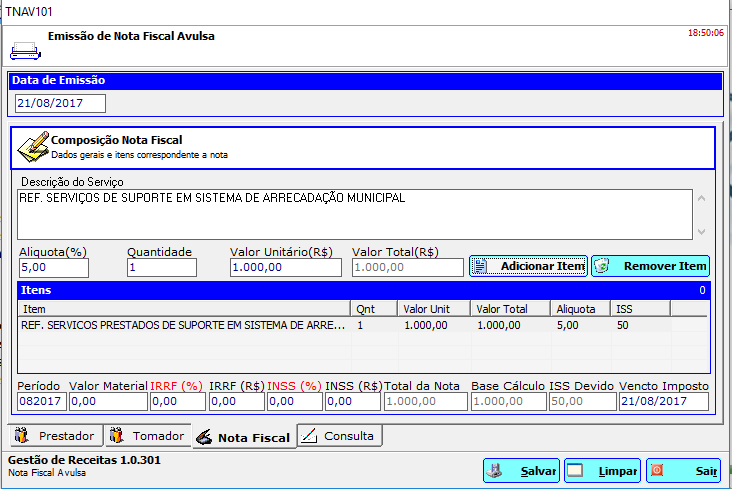 TNAV101
Emissão de Nota Fiscal Avulsa
18:50:06
Data de Emissão
21/08/2017
Composição Nota Fiscal
Dados gerais e itens correspondente a nota
Descrição do Serviço
REF. SERVIÇOS DE SUPORTE EM SISTEMA DE ARRECADAÇÃO MUNICIPAL
Aliquota(%) Quantidade Valor Unitário(R$) Valor Total(R$)
5,00 1 1.000,00 1.000,00 Adicionar Item Remover Item
Itens 0
Item Qnt Valor Unit Valor Total Aliquota ISS
REF. SERVICOS PRESTADOS DE SUPORTE EM SISTEMA DE ARRE... 1 1.000,00 1.000,00 5,00 50
Período Valor Material IRRF (%) IRRF (R$) INSS (%) INSS (R$) Total da Nota Base Cálculo ISS Devido Vencto Imposto
082017 0,00 0,00 0,00 0,00 0,00 1.000,00 1.000,00 50,00 21/08/2017
Prestador Tomador Nota Fiscal Consulta
Gestão de Receitas 1.0.301
Nota Fiscal Avulsa
Salvar Limpar Sair